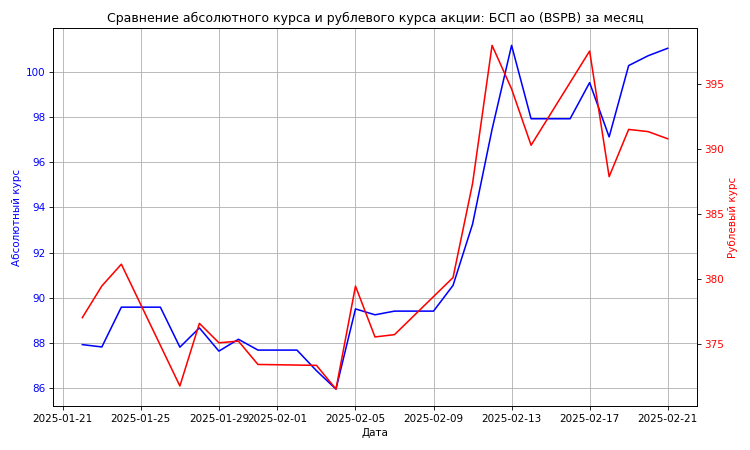 Сравнение абсолютного курса и рублевого курса акции: БСП ао (BSPB) за месяц
Абсолютный курс
100
98
96
94
92
90
88
86
395
390
385
380
375
Рублевый курс
2025-01-21 2025-01-25 2025-01-29 2025-02-01 2025-02-05 2025-02-09 2025-02-13 2025-02-17 2025-02-21
Дата